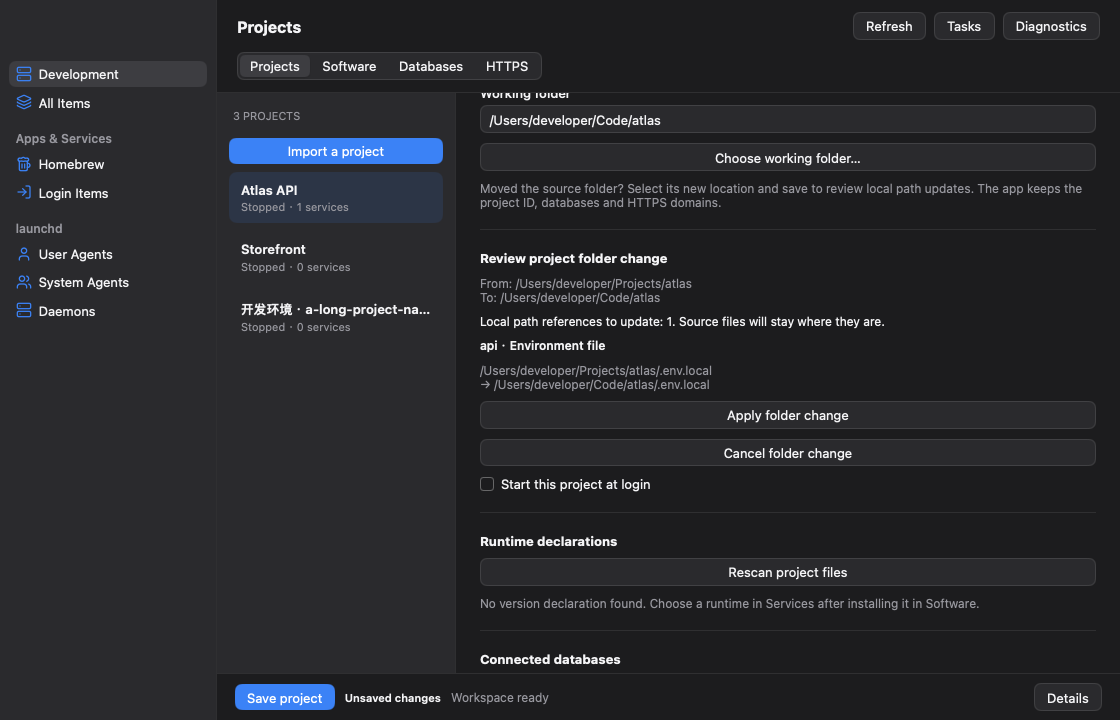 Projects
Refresh
Tasks
Diagnostics
Projects
Software
Databases
HTTPS
Development
All Items
Apps & Services
Homebrew
Login Items
launchd
User Agents
System Agents
Daemons
3 PROJECTS
Import a project
Atlas API
Stopped · 1 services
Storefront
Stopped · 0 services
开发环境 · a-long-project-na...
Stopped · 0 services
Working folder
/Users/developer/Code/atlas
Choose working folder...
Moved the source folder? Select its new location and save to review local path updates. The app keeps the
project ID, databases and HTTPS domains.
Review project folder change
From: /Users/developer/Projects/atlas
To: /Users/developer/Code/atlas
Local path references to update: 1. Source files will stay where they are.
api · Environment file
/Users/developer/Projects/atlas/.env.local
→ /Users/developer/Code/atlas/.env.local
Apply folder change
Cancel folder change
Start this project at login
Runtime declarations
Rescan project files
No version declaration found. Choose a runtime in Services after installing it in Software.
Connected databases
Save project
Unsaved changes
Workspace ready
Details